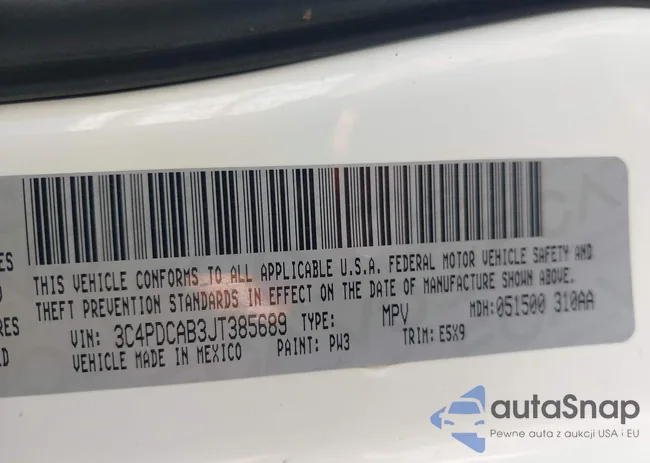 ES
THIS VEHICLE CONFORMS TO ALL APPLICABLE U.S.A. FEDERAL MOTOR VEHICLE SAFETY AND
THEFT PREVENTION STANDARDS IN EFFECT ON THE DATE OF MANUFACTURE SHOWN ABOVE.
RES
D
VIN: 3C4PDCAB3JT385689 TYPE: MPV MDH:051500 310AA
VEHICLE MADE IN MEXICO PAINT: PW3 TRIM: E5X9
autaSnap
Pewne auta z aukcji USA i EU